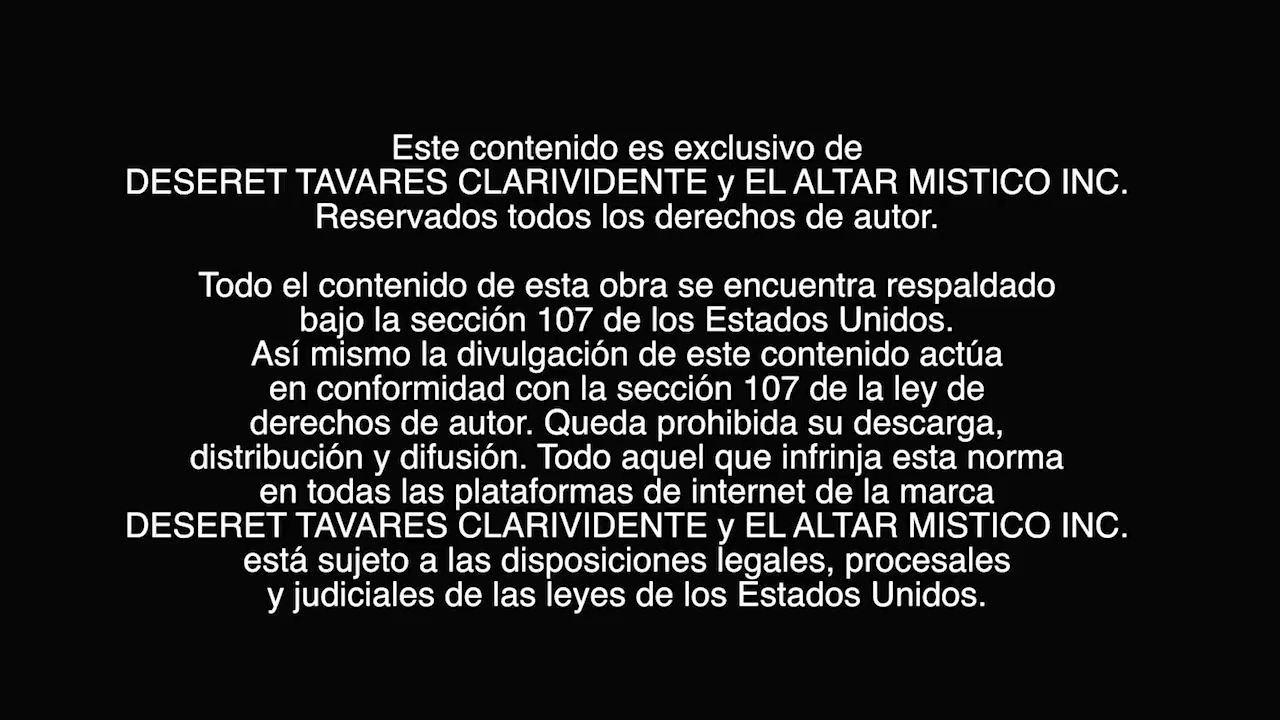 Este contenido es exclusivo de
DESERET TAVARES CLARIVIDENTE y EL ALTAR MISTICO INC.
Reservados todos los derechos de autor.
Todo el contenido de esta obra se encuentra respaldado
bajo la sección 107 de los Estados Unidos.
Así mismo la divulgación de este contenido actúa
en conformidad con la sección 107 de la ley de
derechos de autor. Queda prohibida su descarga,
distribución y difusión. Todo aquel que infrinja esta norma
en todas las plataformas de internet de la marca
DESERET TAVARES CLARIVIDENTE y EL ALTAR MISTICO INC.
está sujeto a las disposiciones legales, procesales
y judiciales de las leyes de los Estados Unidos.